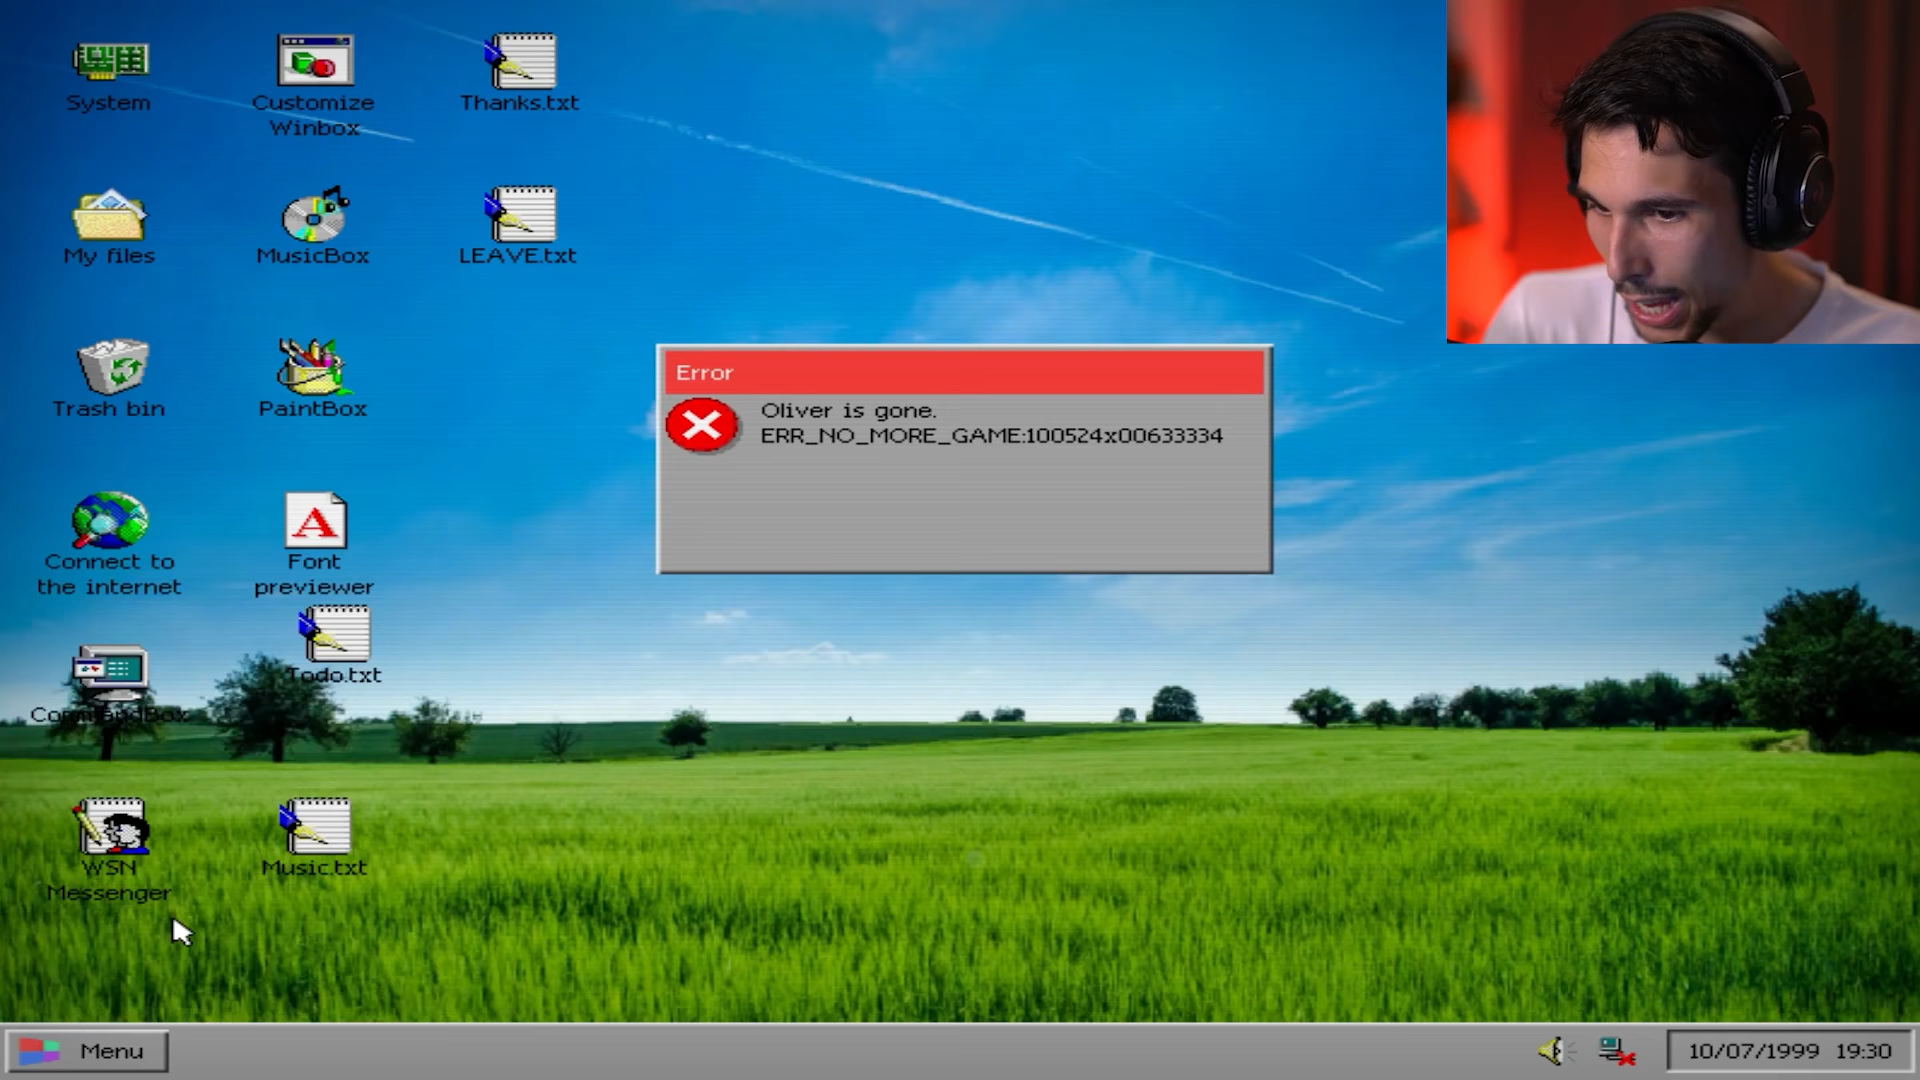 System
Customize
Winbox
Thanks.txt
My files
MusicBox
LEAVE.txt
Trash bin
PaintBox
Error
Oliver is gone.
ERR_NO_MORE_GAME:100524x00633334
Connect to
the internet
Font
previewer
Todo.txt
CommandBox
WSN
Messenger
Music.txt
Menu
10/07/1999 19:30